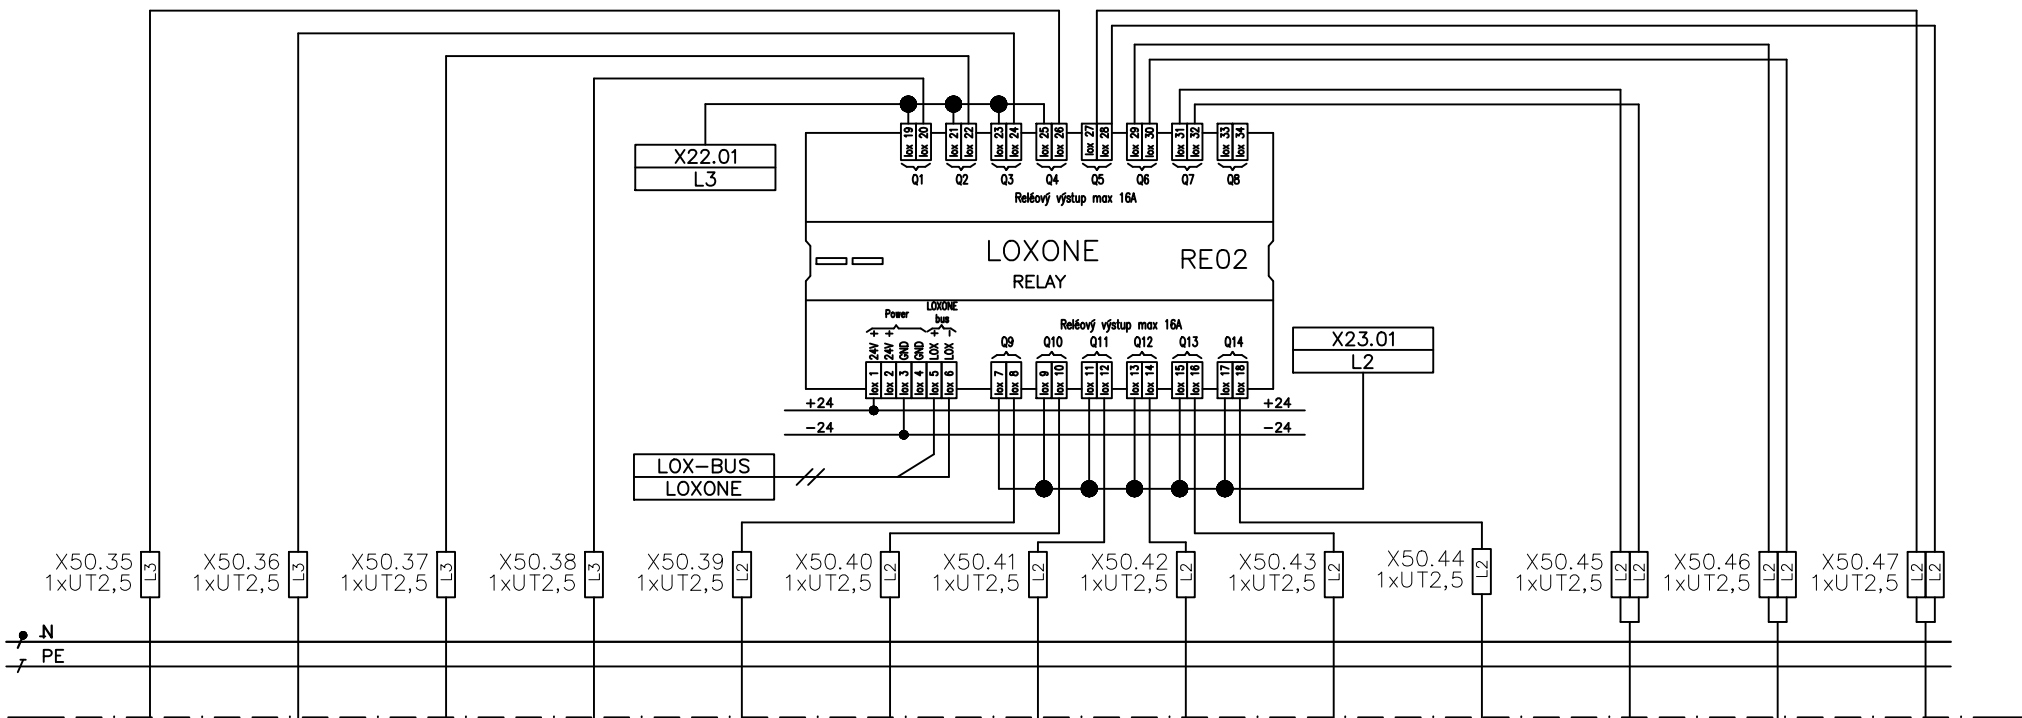 lox 19
lox 20
lox 21
lox 22
lox 23
lox 24
lox 25
lox 26
lox 27
lox 28
lox 29
lox 30
lox 31
lox 32
lox 33
lox 34
Q1 Q2 Q3 Q4 Q5 Q6 Q7 Q8
Reléový výstup max 16A
X22.01
L3
LOXONE
RELAY
RE02
Power
LOXONE
bus
24V +
24V +
GND
GND
LOX +
LOX -
Reléový výstup max 16A
Q9 Q10 Q11 Q12 Q13 Q14
lox 1
lox 2
lox 3
lox 4
lox 5
lox 6
lox 7
lox 8
lox 9
lox 10
lox 11
lox 12
lox 13
lox 14
lox 15
lox 16
lox 17
lox 18
X23.01
L2
+24 +24
-24 -24
LOX-BUS
LOXONE
X50.35
1xUT2,5
L3
X50.36
1xUT2,5
L3
X50.37
1xUT2,5
L3
X50.38
1xUT2,5
L3
X50.39
1xUT2,5
L2
X50.40
1xUT2,5
L2
X50.41
1xUT2,5
L2
X50.42
1xUT2,5
L2
X50.43
1xUT2,5
L2
X50.44
1xUT2,5
L2
X50.45
1xUT2,5
L2
L2
X50.46
1xUT2,5
L2
L2
X50.47
1xUT2,5
L2
L2
N
PE